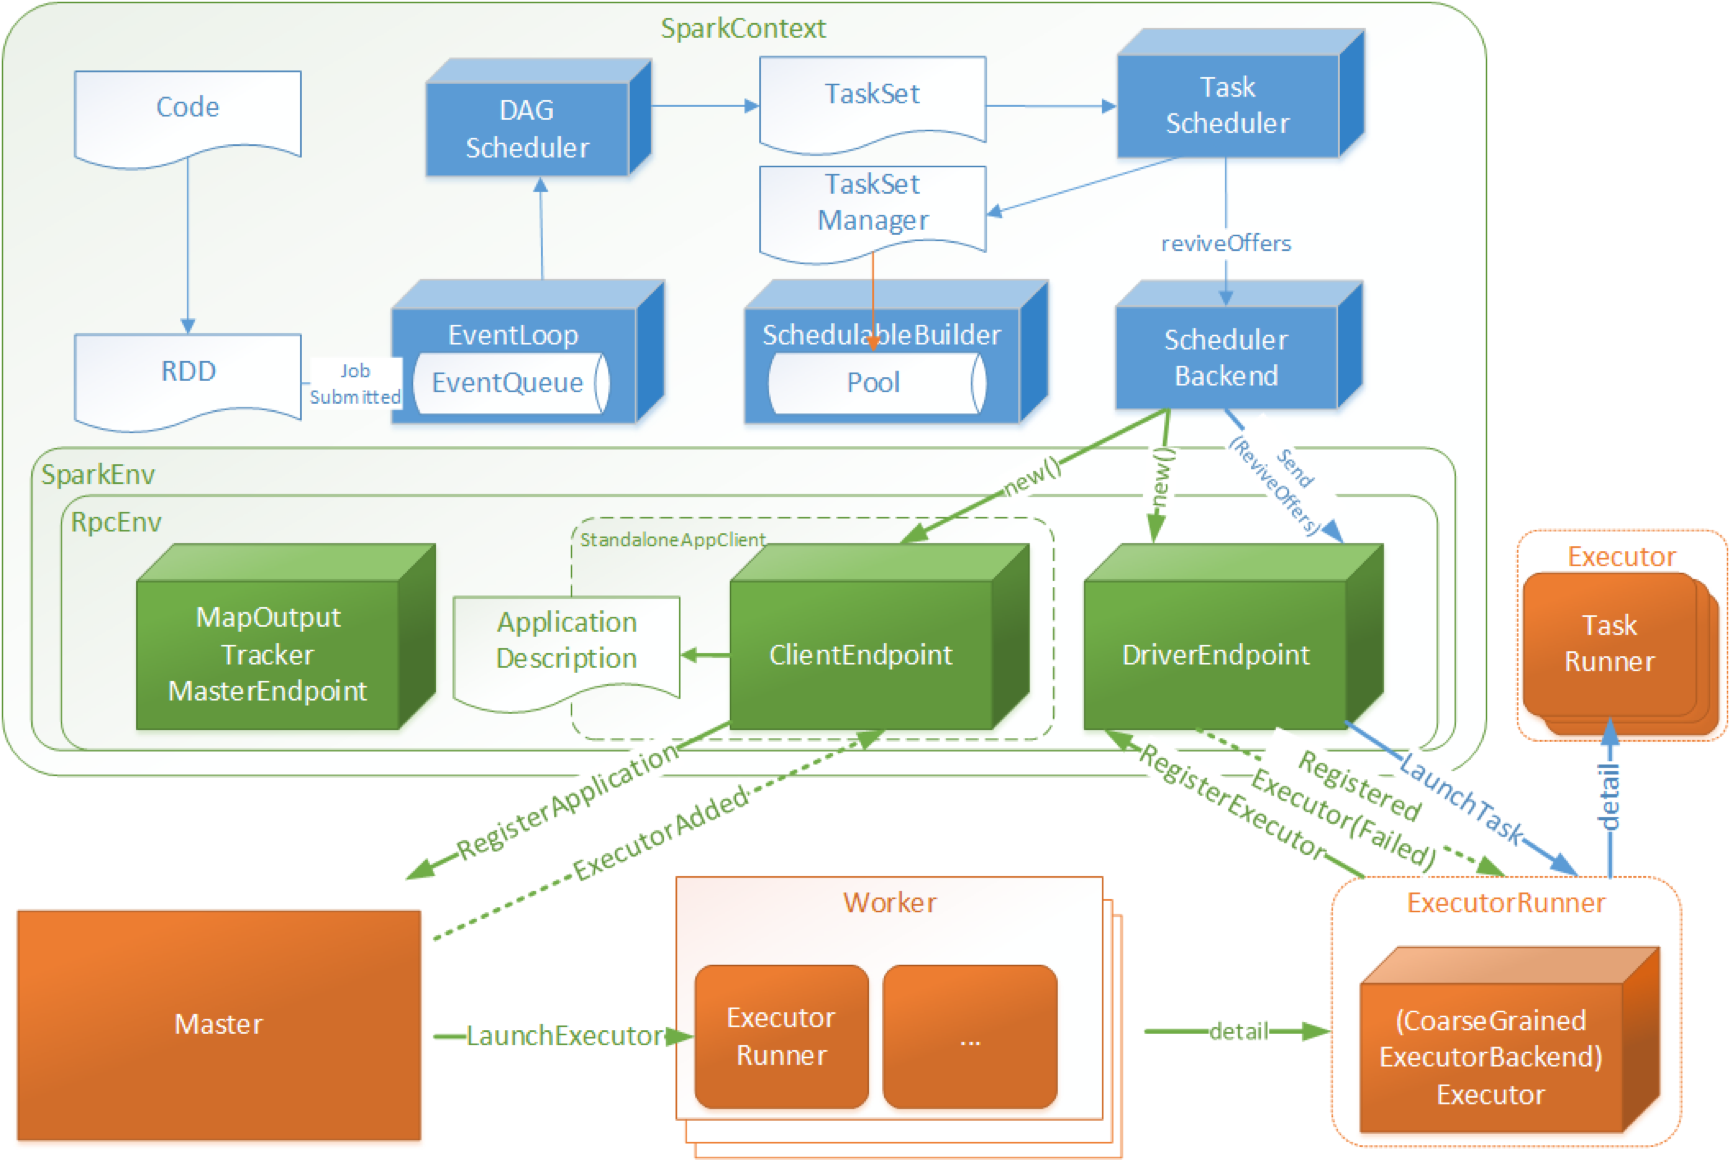 SparkContext
Code
DAG
Scheduler
TaskSet
Task
Scheduler
TaskSet
Manager
reviveOffers
RDD
Job
Submitted
EventLoop
EventQueue
SchedulableBuilder
Pool
Scheduler
Backend
SparkEnv
new()
new()
Send
(ReviveOffers)
RpcEnv
StandaloneAppClient
MapOutput
Tracker
MasterEndpoint
Application
Description
ClientEndpoint
DriverEndpoint
Executor
Task
Runner
RegisterApplication
ExecutorAdded
RegisterExecutor
Registered
Executor(Failed)
LaunchTask
detail
Master
LaunchExecutor
Worker
Executor
Runner
...
detail
ExecutorRunner
(CoarseGrained
ExecutorBackend)
Executor